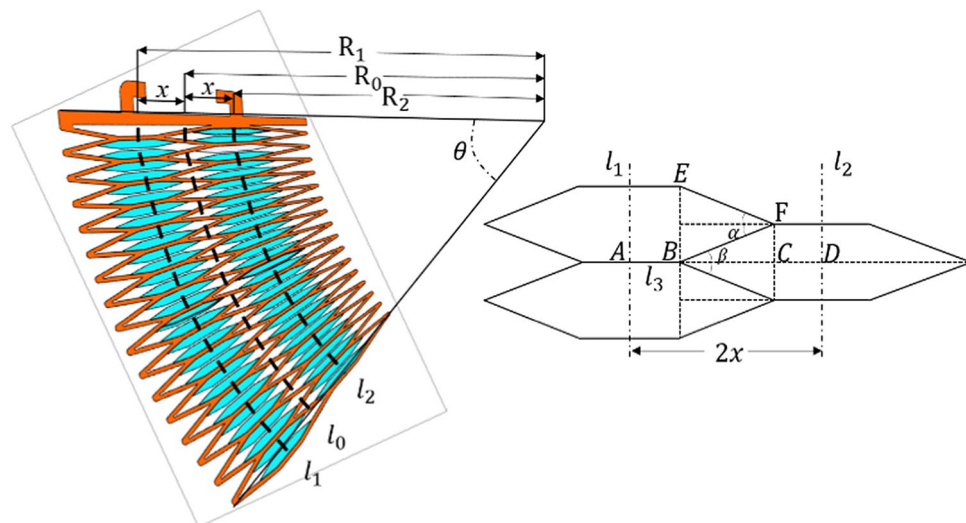 R₁
R₀
x x
R₂
θ
l₁ l₂
E
F
α
A B β C D
l₃
2x
l₂
l₀
l₁